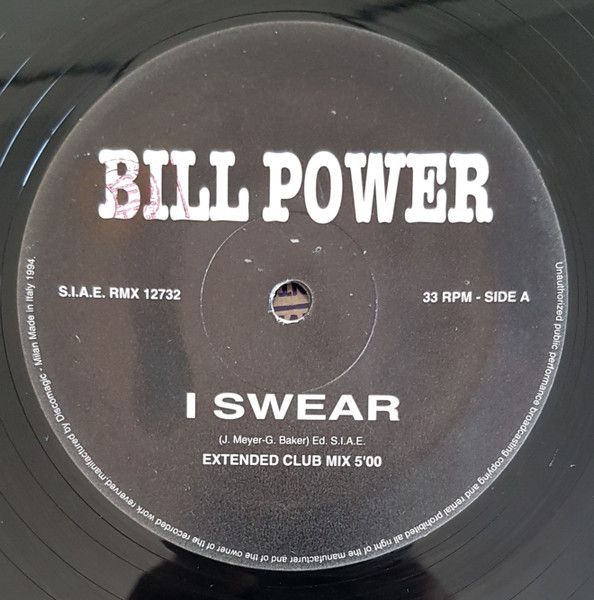 BILL POWER
S.I.A.E. RMX 12732
33 RPM - SIDE A
I SWEAR
(J. Meyer-G. Baker) Ed. S.I.A.E.
EXTENDED CLUB MIX 5'00
Unauthorized public performance broadcasting copying and rental prohibited all right of the manufacturer and of the owner of the recorded work reverved.manifactured by Discomagic - Milan Made in Italy 1994.